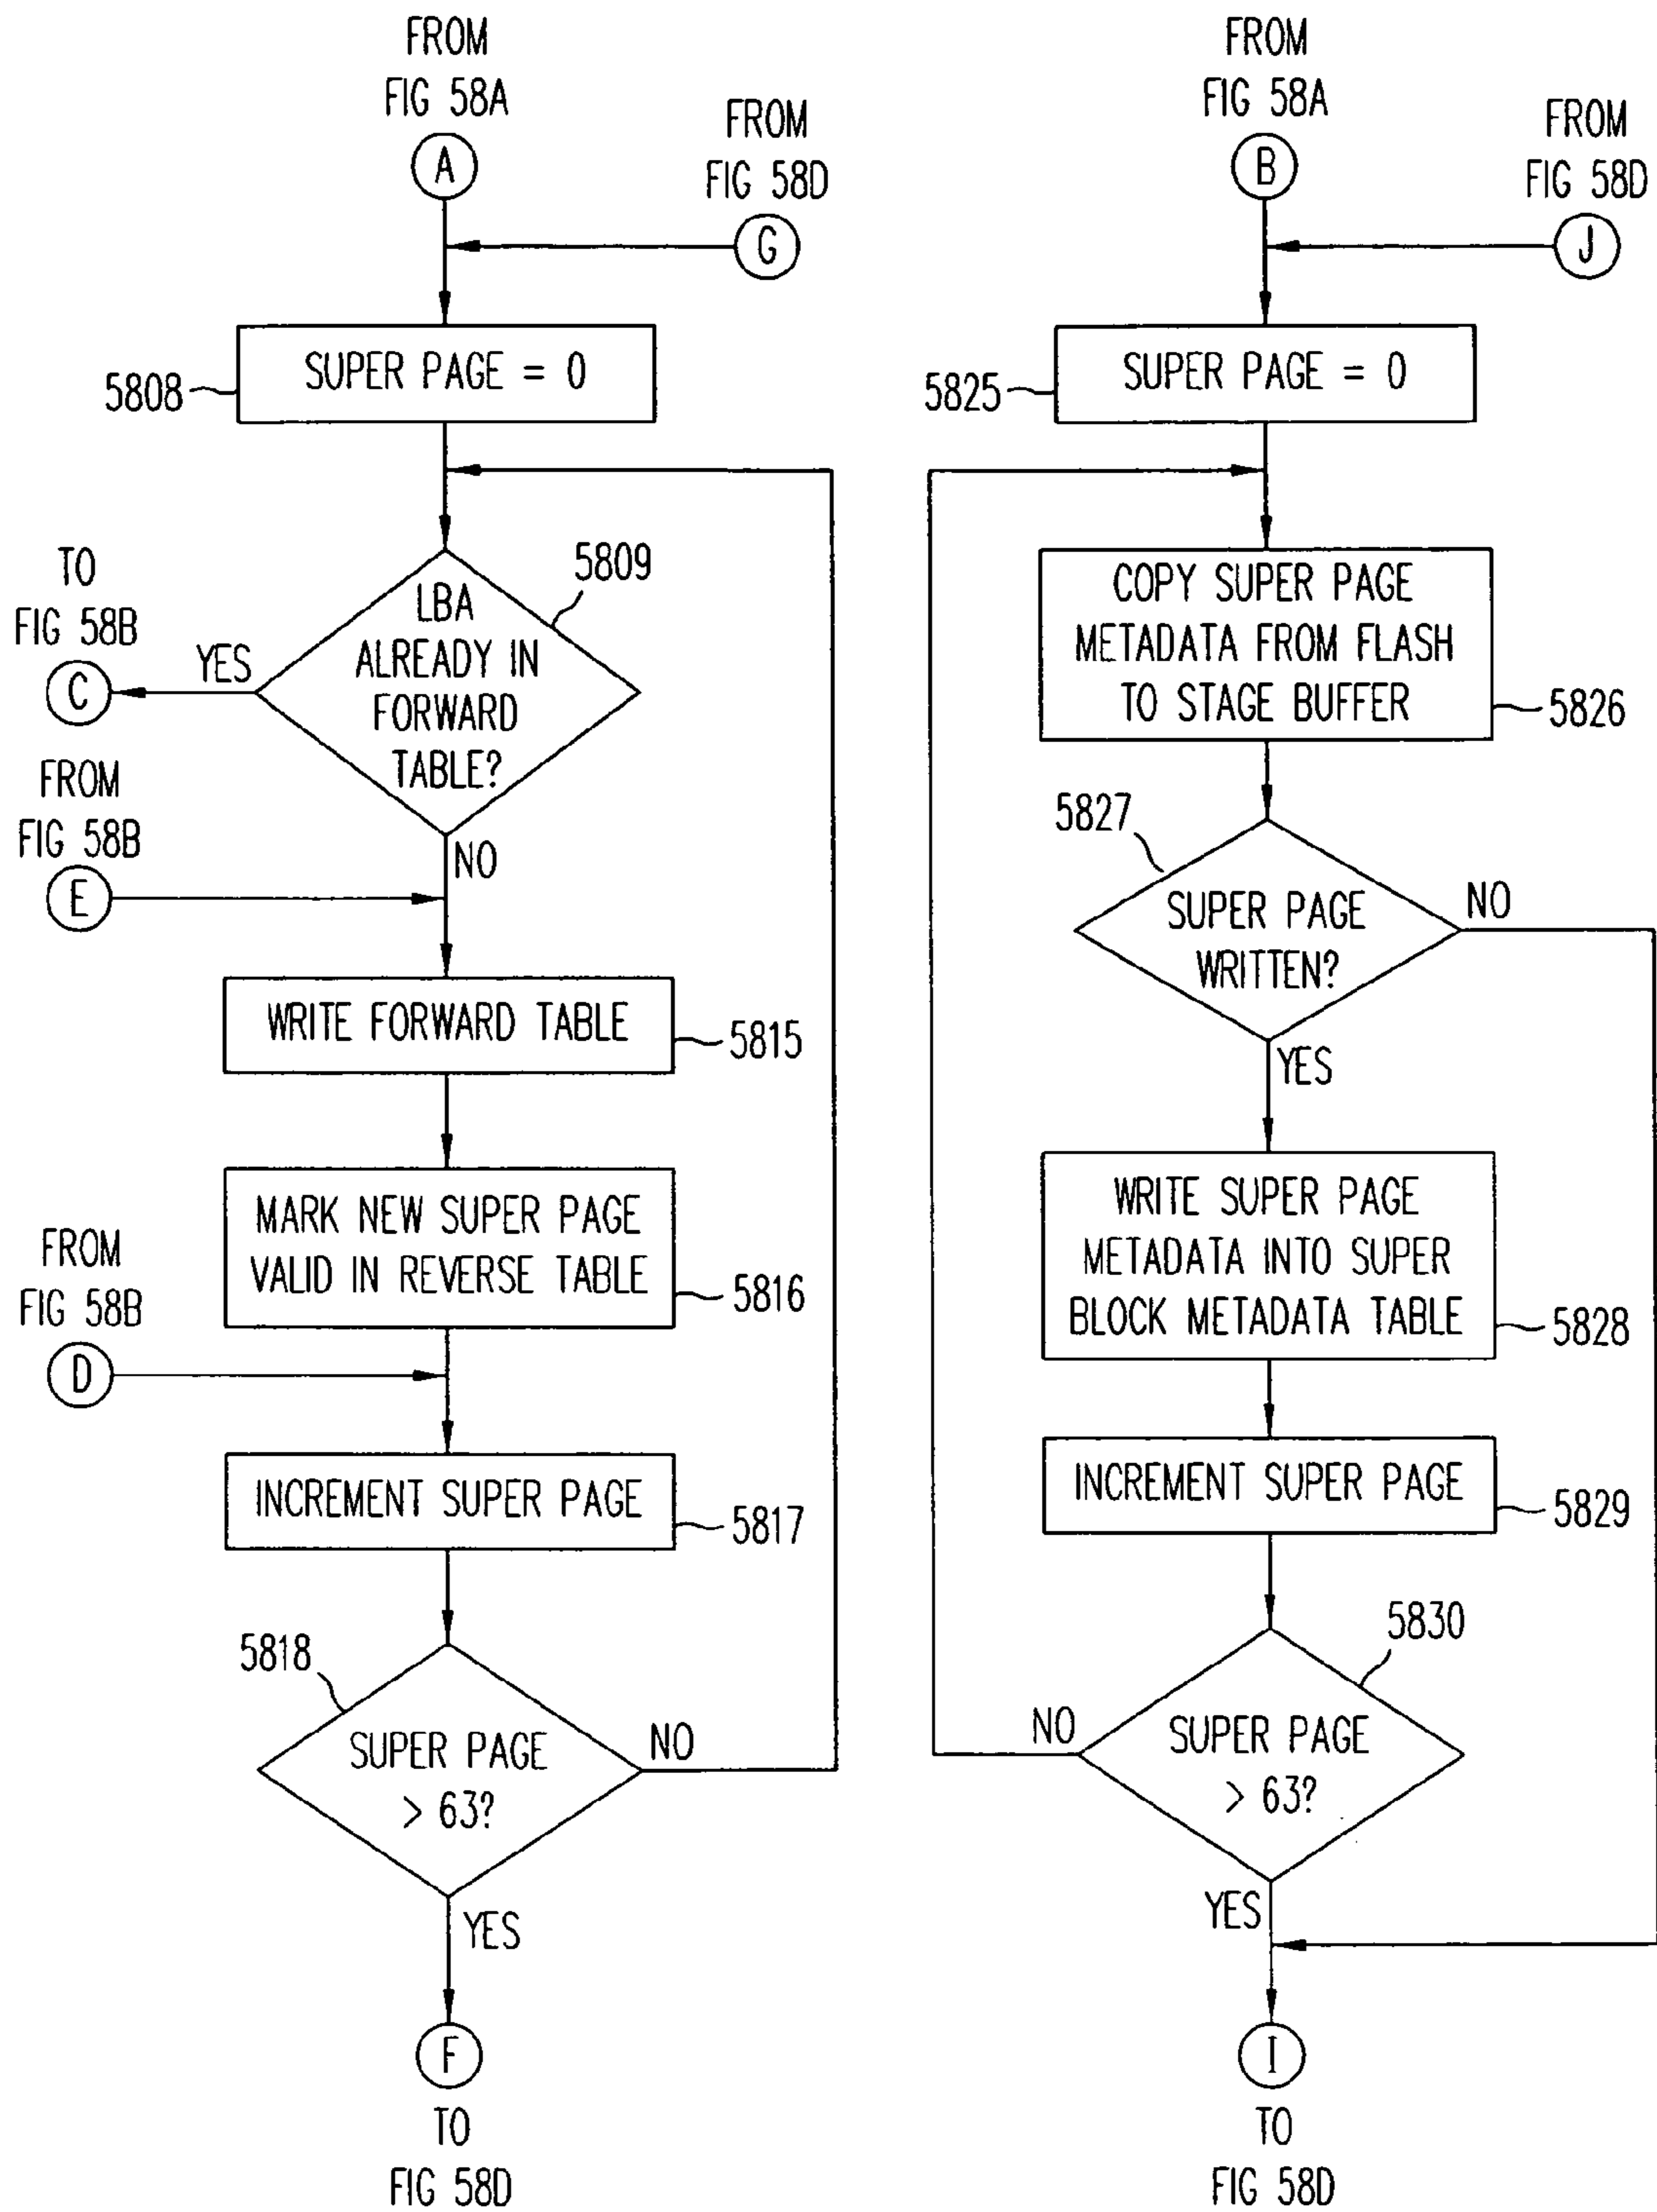 FROM
FIG 58A
A
FROM
FIG 58D
G
SUPER PAGE = 0
5808
5809
LBA
ALREADY IN
FORWARD
TABLE?
YES
TO
FIG 58B
C
NO
FROM
FIG 58B
E
WRITE FORWARD TABLE
5815
MARK NEW SUPER PAGE
VALID IN REVERSE TABLE
5816
FROM
FIG 58B
D
INCREMENT SUPER PAGE
5817
5818
SUPER PAGE
> 63?
NO
YES
F
TO
FIG 58D
FROM
FIG 58A
B
FROM
FIG 58D
J
SUPER PAGE = 0
5825
COPY SUPER PAGE
METADATA FROM FLASH
TO STAGE BUFFER
5826
5827
SUPER PAGE
WRITTEN?
NO
YES
WRITE SUPER PAGE
METADATA INTO SUPER
BLOCK METADATA TABLE
5828
INCREMENT SUPER PAGE
5829
5830
SUPER PAGE
> 63?
NO
YES
I
TO
FIG 58D